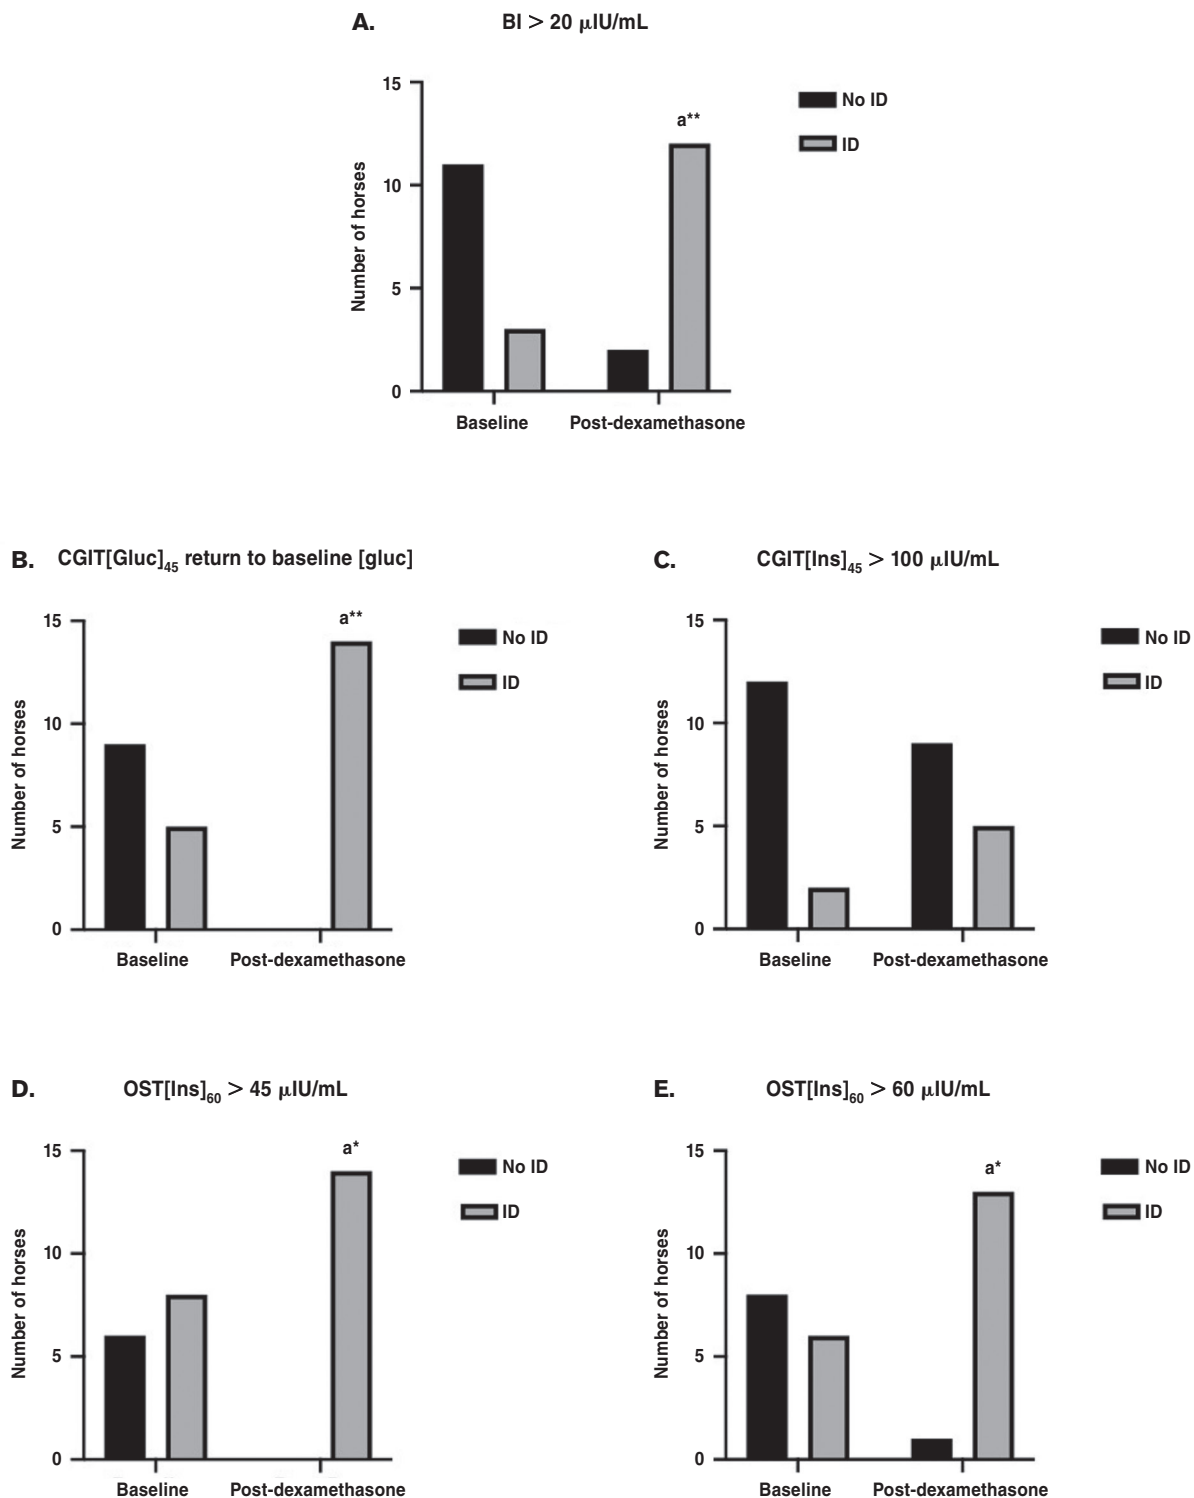 A. BI > 20 µIU/mL
15
a**
No ID
ID
10
Number of horses
5
0
Baseline Post-dexamethasone
B. CGIT[Gluc]45 return to baseline [gluc]
15
a**
No ID
ID
10
Number of horses
5
0
Baseline Post-dexamethasone
C. CGIT[Ins]45 > 100 µIU/mL
15
No ID
ID
10
Number of horses
5
0
Baseline Post-dexamethasone
D. OST[Ins]60 > 45 µIU/mL
15
a*
No ID
ID
10
Number of horses
5
0
Baseline Post-dexamethasone
E. OST[Ins]60 > 60 µIU/mL
15
a*
No ID
ID
10
Number of horses
5
0
Baseline Post-dexamethasone